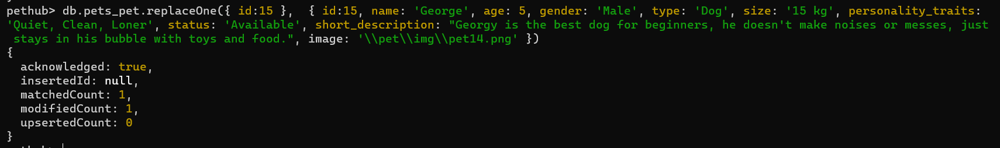 pethub> db.pets_pet.replaceOne({ id:15 },  { id:15, name: 'George', age: 5, gender: 'Male', type: 'Dog', size: '15 kg', personality_traits:
'Quiet, Clean, Loner', status: 'Available', short_description: "Georgy is the best dog for beginners, he doesn't make noises or messes, just
 stays in his bubble with toys and food.", image: '\\pet\\img\\pet14.png' })
{
  acknowledged: true,
  insertedId: null,
  matchedCount: 1,
  modifiedCount: 1,
  upsertedCount: 0
}